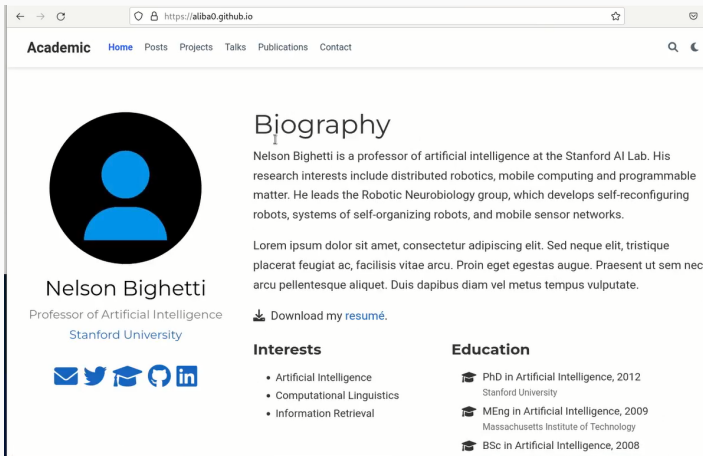 https://aliba0.github.io
Academic Home Posts Projects Talks Publications Contact
Biography
Nelson Bighetti is a professor of artificial intelligence at the Stanford AI Lab. His
research interests include distributed robotics, mobile computing and programmable
matter. He leads the Robotic Neurobiology group, which develops self-reconfiguring
robots, systems of self-organizing robots, and mobile sensor networks.
Lorem ipsum dolor sit amet, consectetur adipiscing elit. Sed neque elit, tristique
placerat feugiat ac, facilisis vitae arcu. Proin eget egestas augue. Praesent ut sem nec
arcu pellentesque aliquet. Duis dapibus diam vel metus tempus vulputate.
Nelson Bighetti
Professor of Artificial Intelligence
Stanford University
Download my resumé.
Interests
• Artificial Intelligence
• Computational Linguistics
• Information Retrieval
Education
PhD in Artificial Intelligence, 2012
Stanford University
MEng in Artificial Intelligence, 2009
Massachusetts Institute of Technology
BSc in Artificial Intelligence, 2008